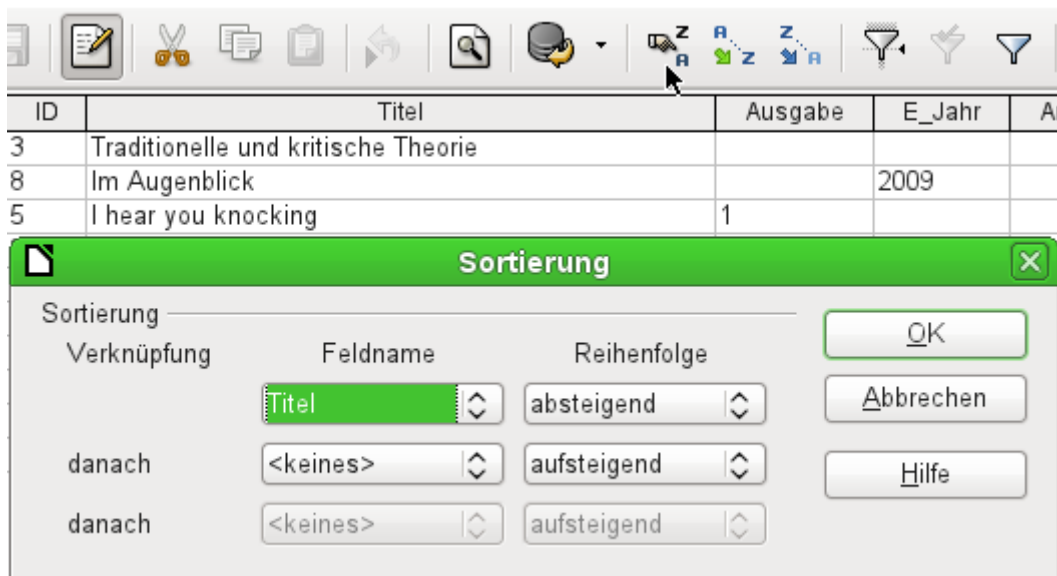 ID Titel Ausgabe E_Jahr
3 Traditionelle und kritische Theorie
8 Im Augenblick 2009
5 I hear you knocking 1
Sortierung
Sortierung
Verknüpfung Feldname Reihenfolge
Titel absteigend
danach <keines> aufsteigend
danach <keines> aufsteigend
OK
Abbrechen
Hilfe